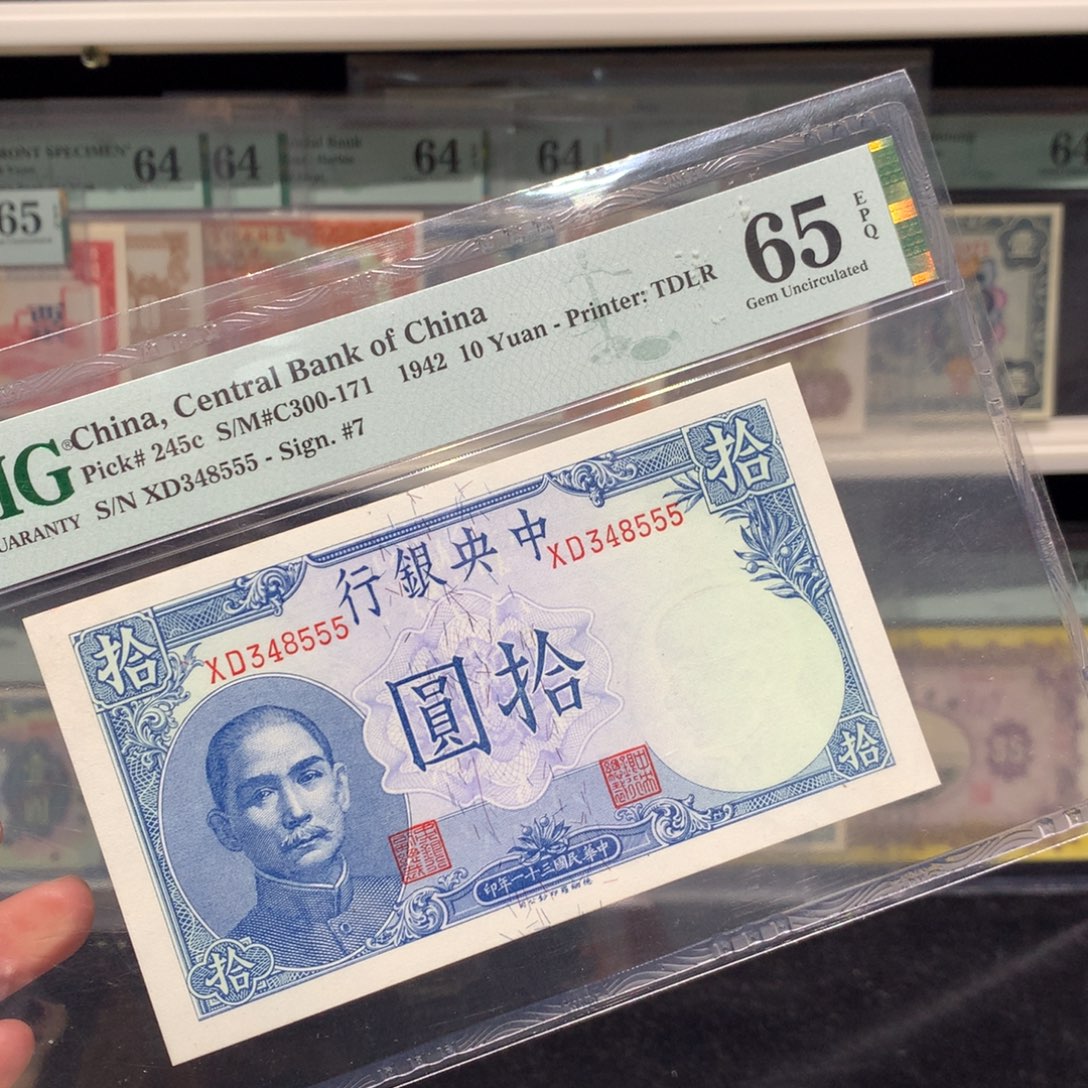 64
64
64
64
64
65
China, Central Bank of China
Pick# 245c S/M#C300-171 1942 10 Yuan - Printer: TDLR
S/N XD348555 - Sign. #7
65
EPQ
Gem Uncirculated
拾
行銀央中
XD348555
XD348555
拾
圓拾
拾
印年一十三國民華中
拾